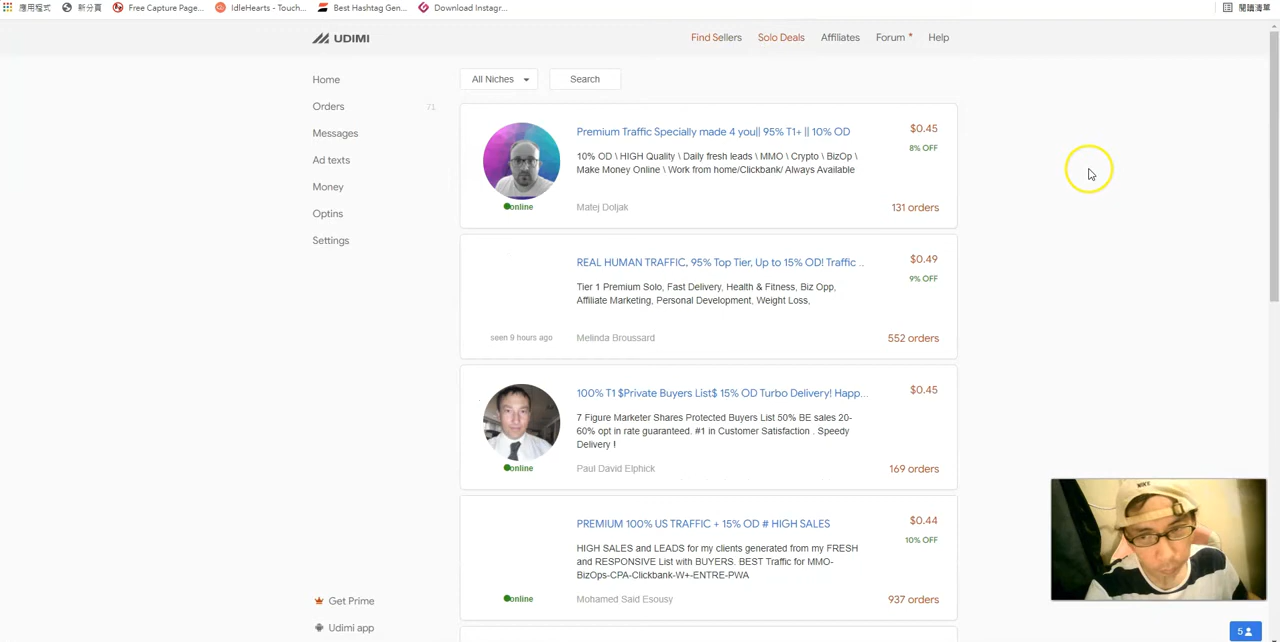 應用程式 新分頁 Free Capture Page... IdleHearts - Touch... Best Hashtag Gen... Download Instagr... 閱讀清單
UDIMI Find Sellers Solo Deals Affiliates Forum Help
Home
Orders 71
Messages
Ad texts
Money
Optins
Settings
Get Prime
Udimi app
All Niches Search
Premium Traffic Specially made 4 you|| 95% T1+ || 10% OD $0.45
8% OFF
10% OD \ HIGH Quality \ Daily fresh leads \ MMO \ Crypto \ BizOp \
Make Money Online \ Work from home/Clickbank/ Always Available
online Matej Doljak 131 orders
REAL HUMAN TRAFFIC, 95% Top Tier, Up to 15% OD! Traffic .. $0.49
9% OFF
Tier 1 Premium Solo, Fast Delivery, Health & Fitness, Biz Opp,
Affiliate Marketing, Personal Development, Weight Loss,
seen 9 hours ago Melinda Broussard 552 orders
100% T1 $Private Buyers List$ 15% OD Turbo Delivery! Happ... $0.45
7 Figure Marketer Shares Protected Buyers List 50% BE sales 20-
60% opt in rate guaranteed. #1 in Customer Satisfaction . Speedy
Delivery !
online Paul David Elphick 169 orders
PREMIUM 100% US TRAFFIC + 15% OD # HIGH SALES $0.44
10% OFF
HIGH SALES and LEADS for my clients generated from my FRESH
and RESPONSIVE List with BUYERS. BEST Traffic for MMO-
BizOps-CPA-Clickbank-W+-ENTRE-PWA
online Mohamed Said Esousy 937 orders
NIKE
5